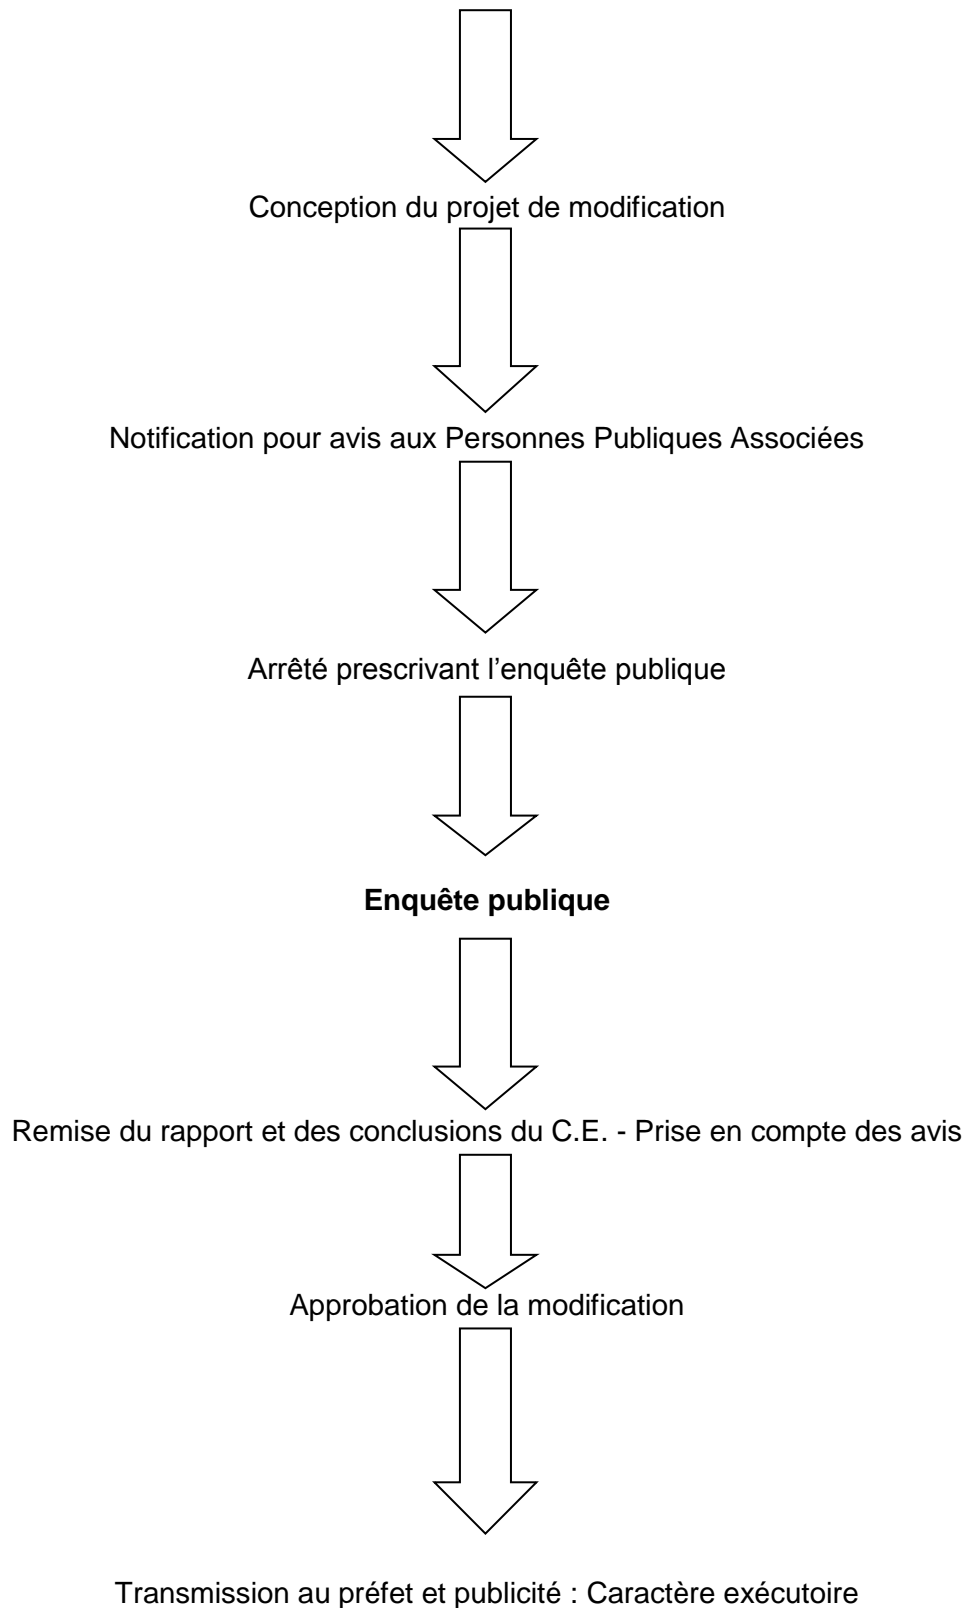 Conception du projet de modification
Notification pour avis aux Personnes Publiques Associées
Arrêté prescrivant l’enquête publique
Enquête publique
Remise du rapport et des conclusions du C.E. - Prise en compte des avis
Approbation de la modification
Transmission au préfet et publicité : Caractère exécutoire